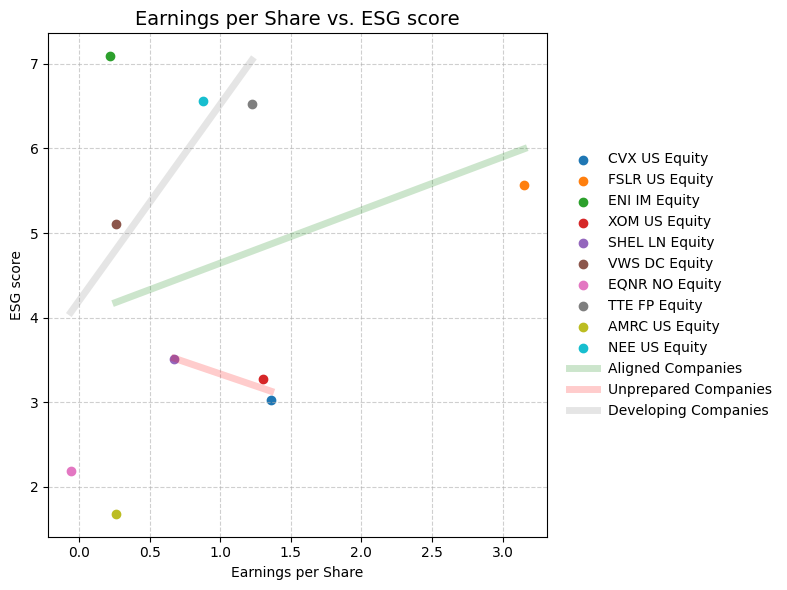 Earnings per Share vs. ESG score
ESG score
7
6
5
4
3
2
0.0 0.5 1.0 1.5 2.0 2.5 3.0
Earnings per Share
CVX US Equity
FSLR US Equity
ENI IM Equity
XOM US Equity
SHEL LN Equity
VWS DC Equity
EQNR NO Equity
TTE FP Equity
AMRC US Equity
NEE US Equity
Aligned Companies
Unprepared Companies
Developing Companies